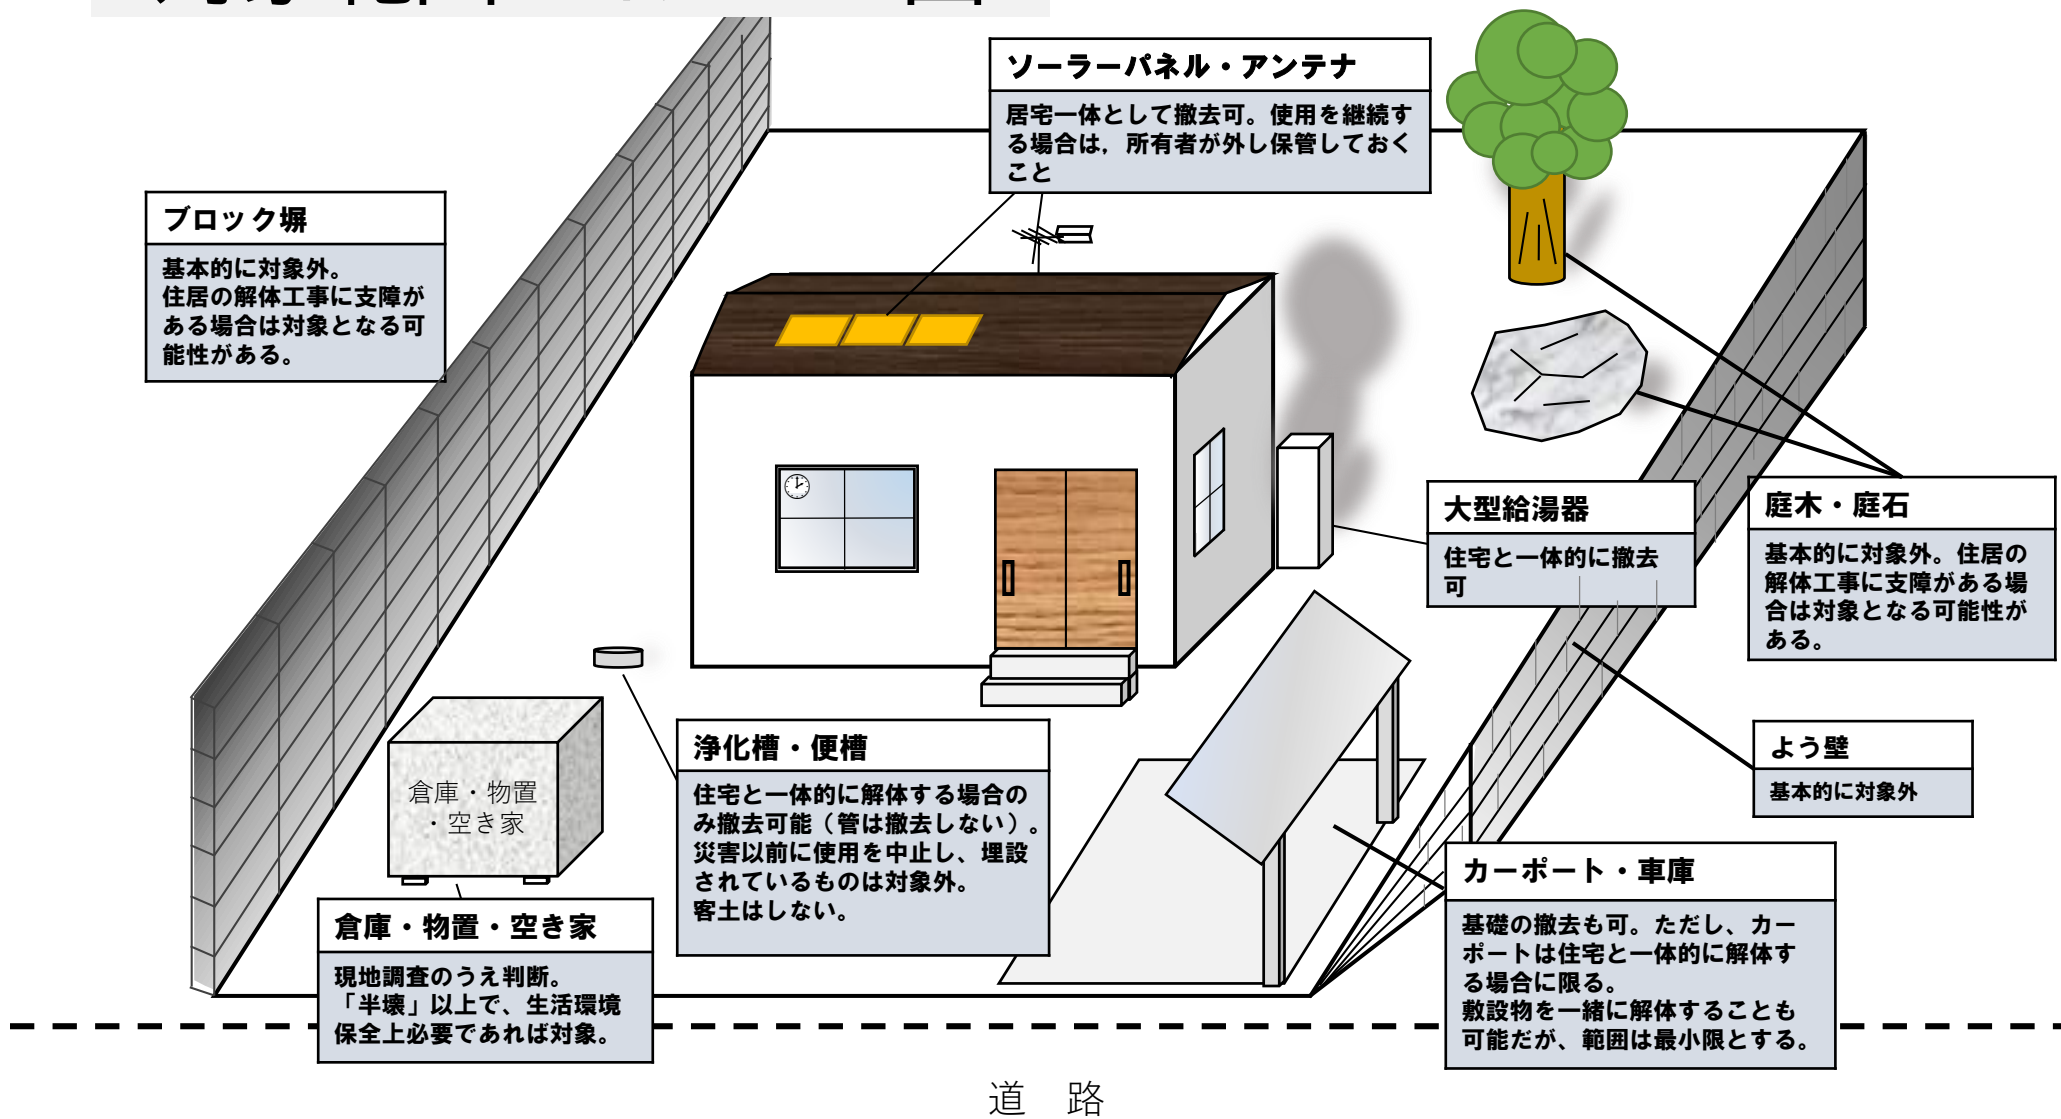 ソーラーパネル・アンテナ
居宅一体として撤去可。使用を継続す
る場合は，所有者が外し保管しておく
こと
ブロック塀
基本的に対象外。
住居の解体工事に支障が
ある場合は対象となる可
能性がある。
大型給湯器
住宅と一体的に撤去
可
庭木・庭石
基本的に対象外。住居の
解体工事に支障がある場
合は対象となる可能性が
ある。
よう壁
基本的に対象外
浄化槽・便槽
住宅と一体的に解体する場合の
み撤去可能（管は撤去しない）。
災害以前に使用を中止し、埋設
されているものは対象外。
客土はしない。
倉庫・物置
・空き家
倉庫・物置・空き家
現地調査のうえ判断。
「半壊」以上で、生活環境
保全上必要であれば対象。
カーポート・車庫
基礎の撤去も可。ただし、カー
ポートは住宅と一体的に解体す
る場合に限る。
敷設物を一緒に解体することも
可能だが、範囲は最小限とする。
道　路